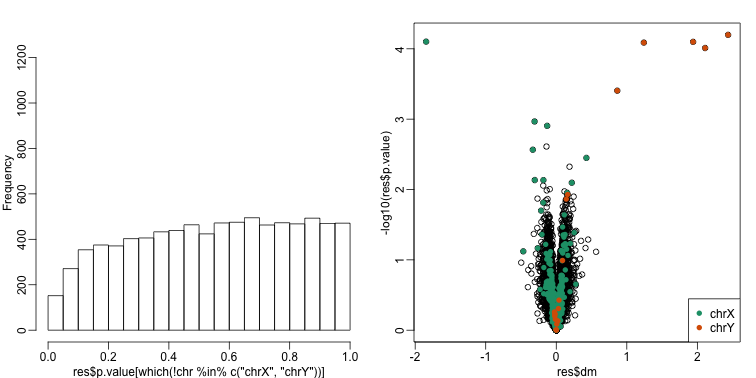 Frequency
1200
1000
800
600
400
200
0
0.0 0.2 0.4 0.6 0.8 1.0
res$p.value[which(!chr %in% c("chrX", "chrY"))]
-log10(res$p.value)
4
3
2
1
0
-2 -1 0 1 2
res$dm
chrX
chrY